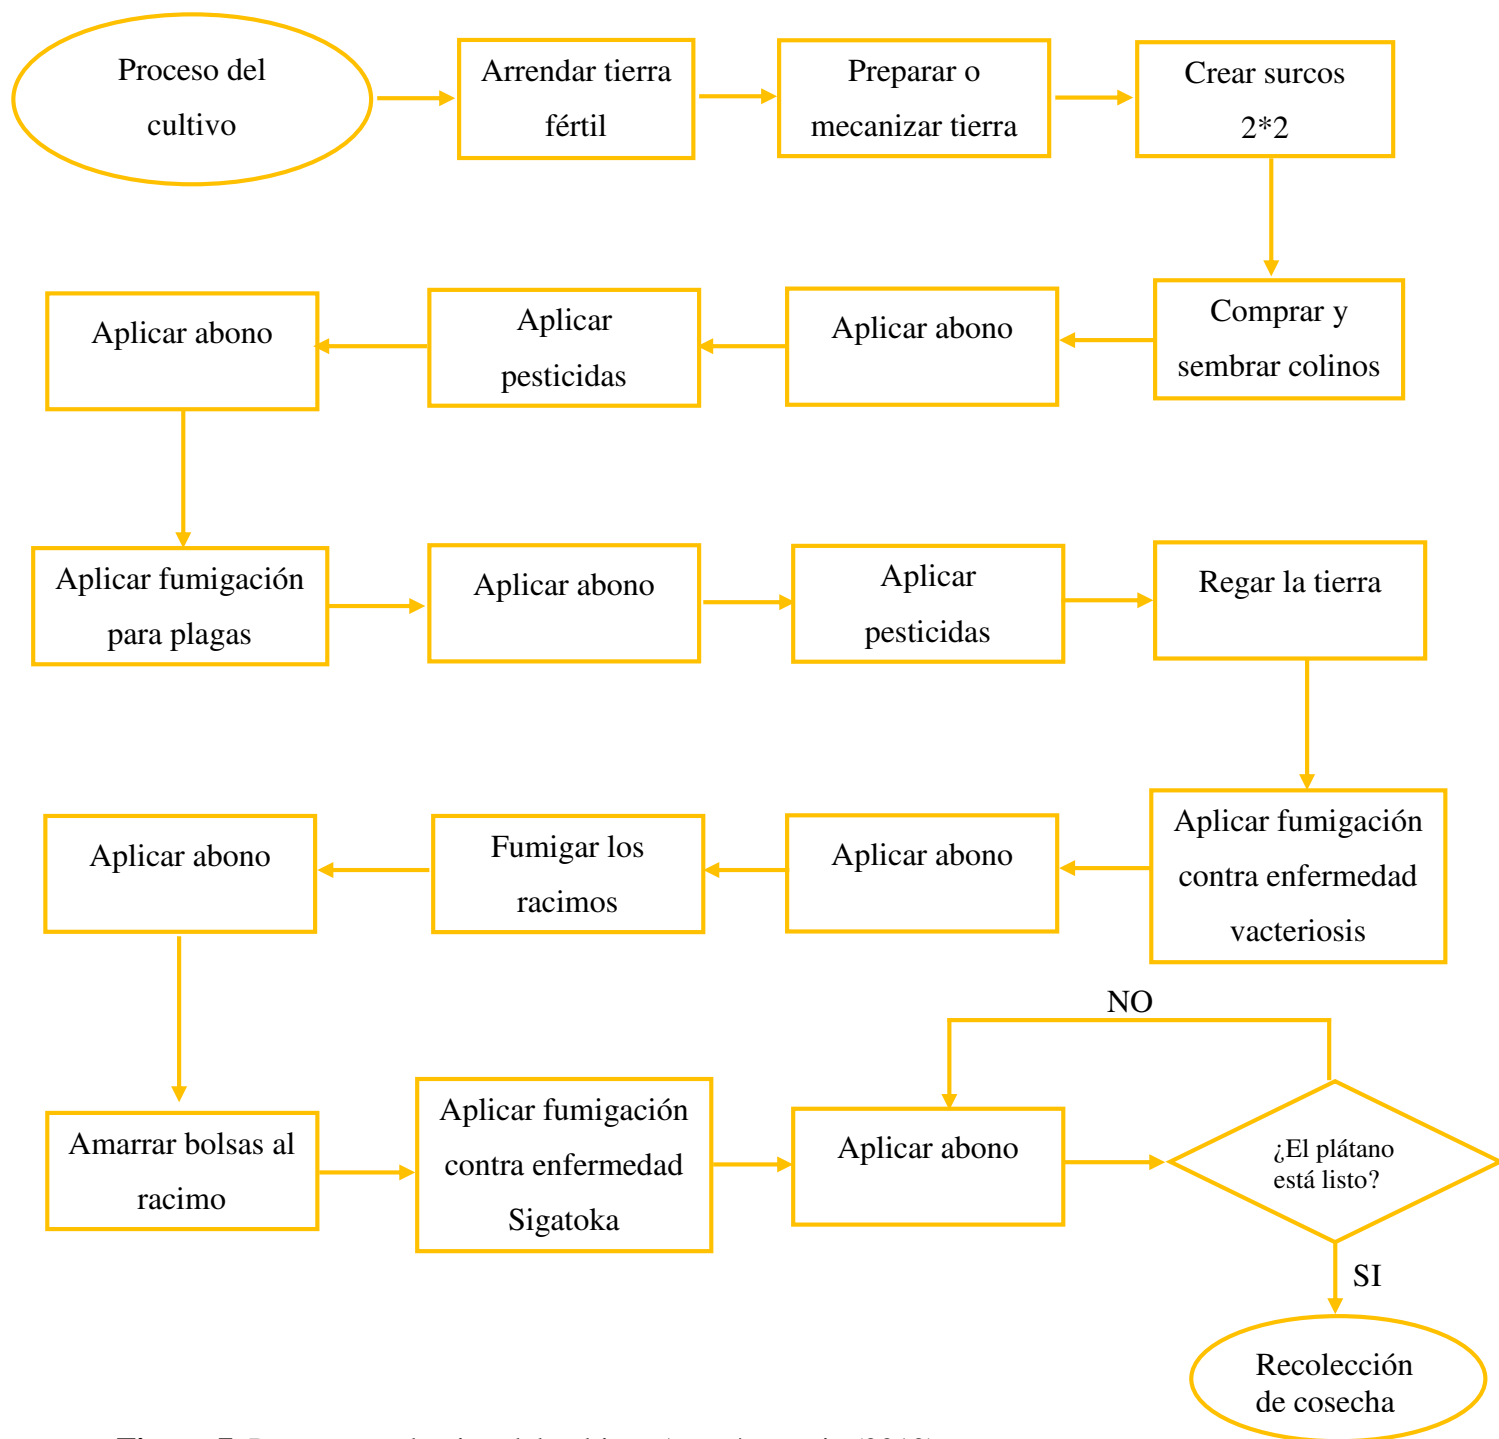 Proceso del
cultivo
Arrendar tierra
fértil
Preparar o
mecanizar tierra
Crear surcos
2*2
Comprar y
sembrar colinos
Aplicar abono
Aplicar
pesticidas
Aplicar abono
Aplicar fumigación
para plagas
Aplicar abono
Aplicar
pesticidas
Regar la tierra
Aplicar fumigación
contra enfermedad
vacteriosis
Aplicar abono
Fumigar los
racimos
Aplicar abono
Amarrar bolsas al
racimo
Aplicar fumigación
contra enfermedad
Sigatoka
Aplicar abono
NO
¿El plátano
está listo?
SI
Recolección
de cosecha